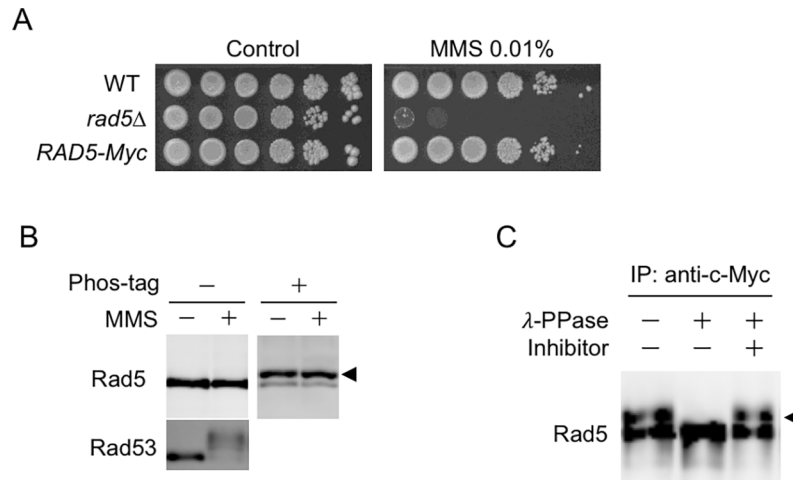 A
Control MMS 0.01%
WT
rad5Δ
RAD5-Myc
B
Phos-tag − +
MMS − + − +
Rad5
Rad53
C
IP: anti-c-Myc
λ-PPase − + +
Inhibitor − − +
Rad5